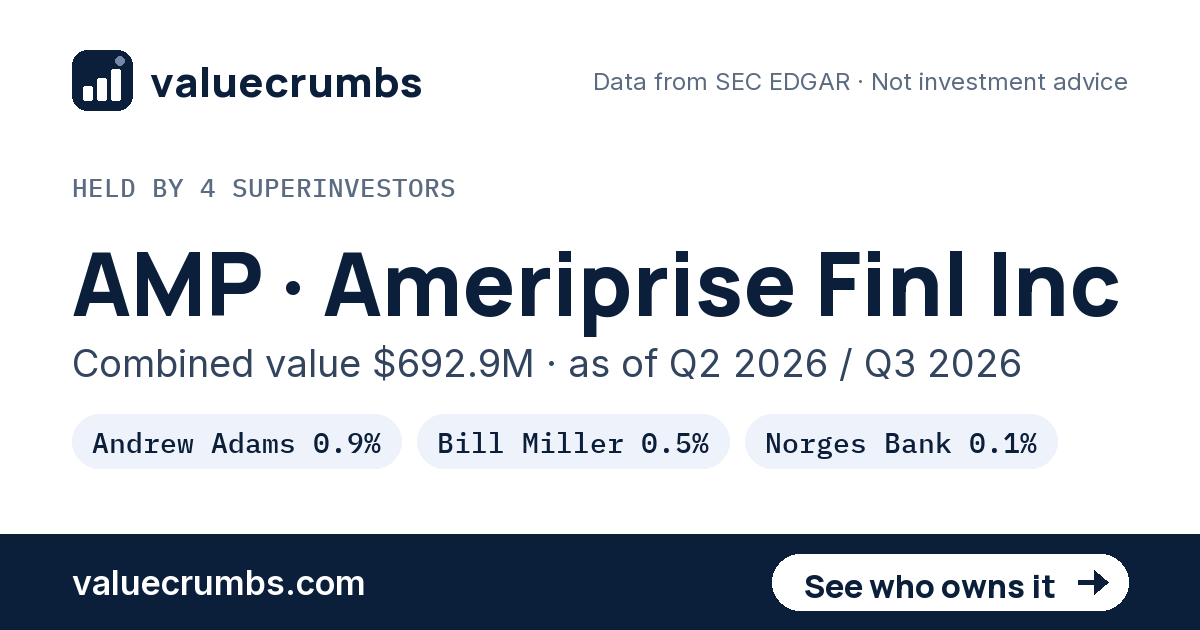 valuecrumbs
Data from SEC EDGAR · Not investment advice
HELD BY 4 SUPERINVESTORS
AMP · Ameriprise Finl Inc
Combined value $692.9M · as of Q2 2026 / Q3 2026
Andrew Adams 0.9%
Bill Miller 0.5%
Norges Bank 0.1%
valuecrumbs.com
See who owns it →